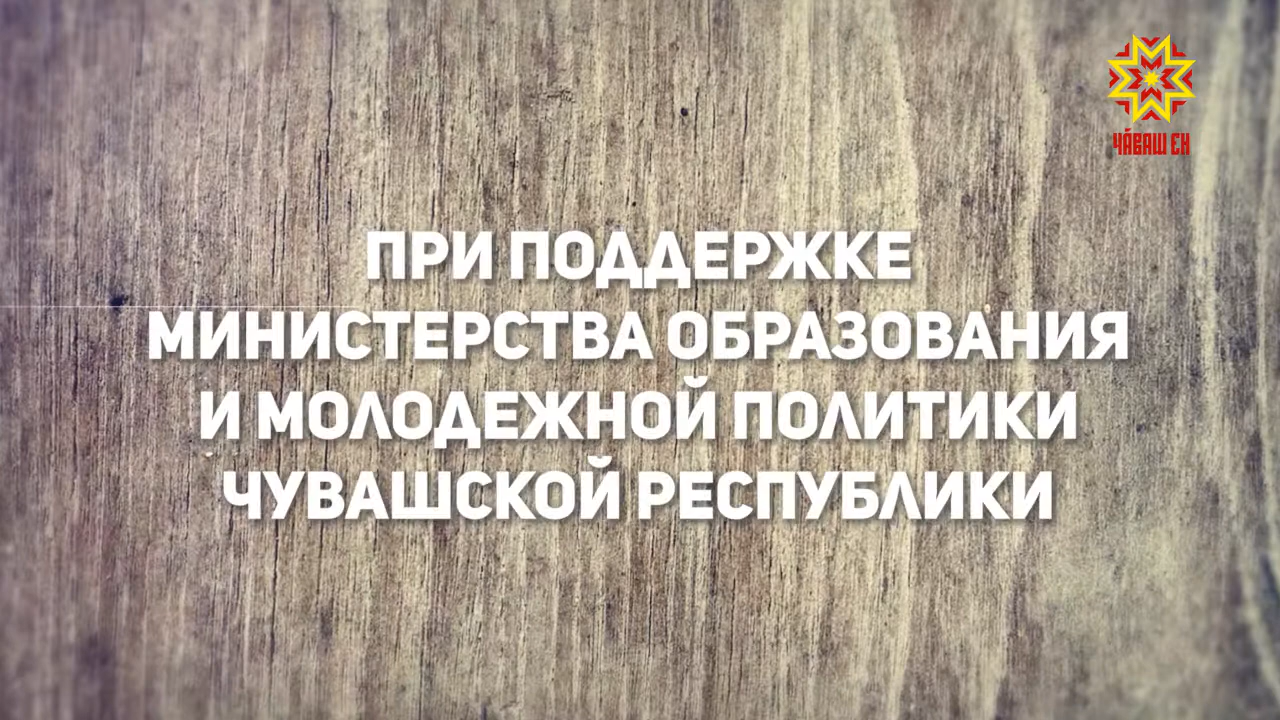 ЧӐВАШ ЕН
ПРИ ПОДДЕРЖКЕ
МИНИСТЕРСТВА ОБРАЗОВАНИЯ
И МОЛОДЕЖНОЙ ПОЛИТИКИ
ЧУВАШСКОЙ РЕСПУБЛИКИ